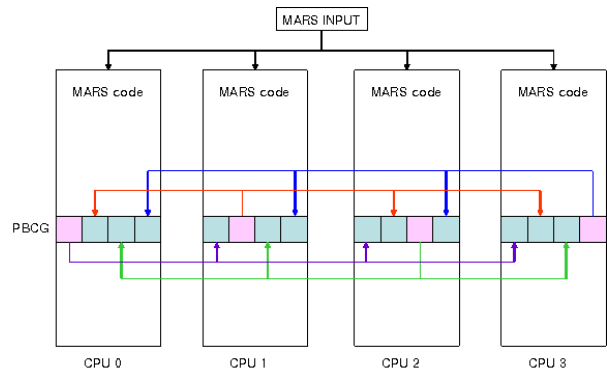 MARS INPUT
MARS code MARS code MARS code MARS code
PBCG
CPU 0 CPU 1 CPU 2 CPU 3